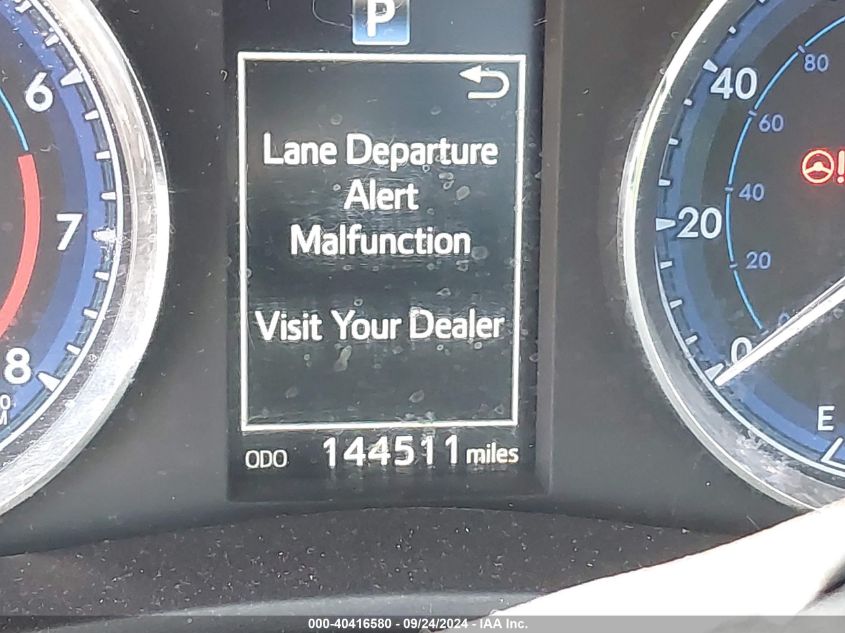 P
Lane Departure
Alert
Malfunction
Visit Your Dealer
ODO 144511 miles
6
7
8
40
20
0
80
60
40
20
!
E
000-40416580 - 09/24/2024 - IAA Inc.